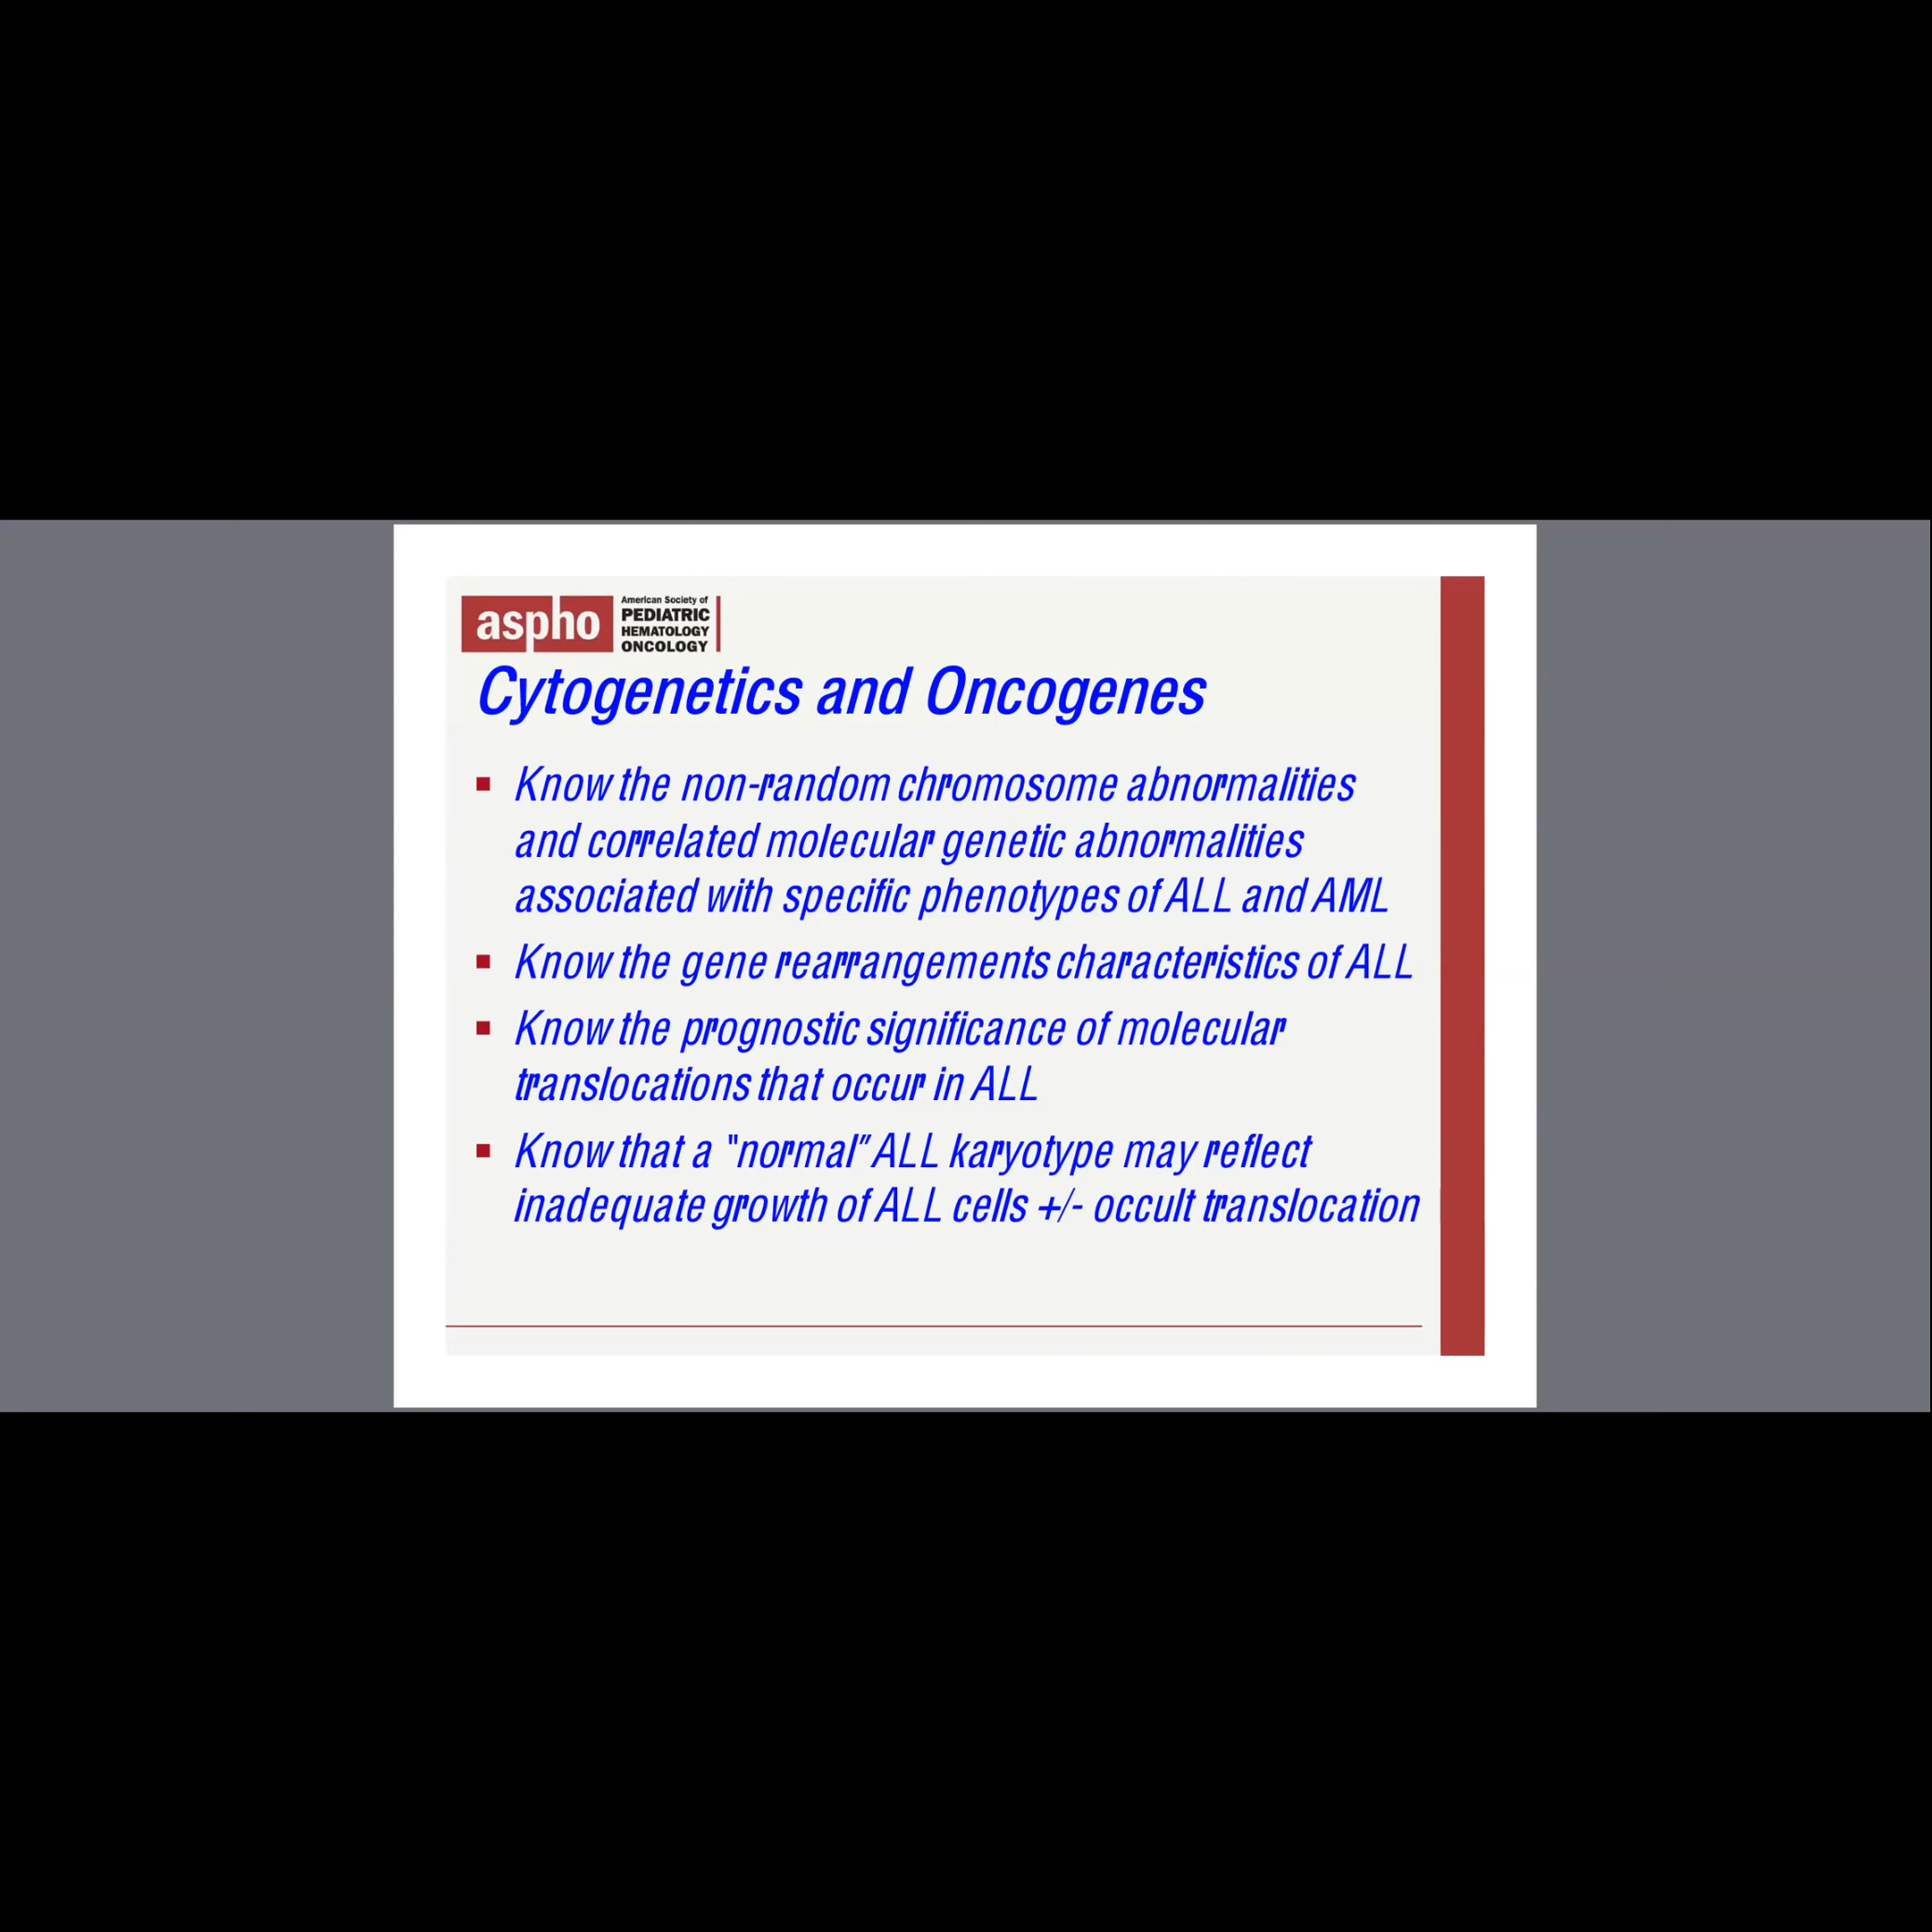 aspho
American Society of
PEDIATRIC
HEMATOLOGY
ONCOLOGY
Cytogenetics and Oncogenes
Know the non-random chromosome abnormalities
and correlated molecular genetic abnormalities
associated with specific phenotypes of ALL and AML
Know the gene rearrangements characteristics of ALL
Know the prognostic significance of molecular
translocations that occur in ALL
Know that a "normal” ALL karyotype may reflect
inadequate growth of ALL cells +/- occult translocation